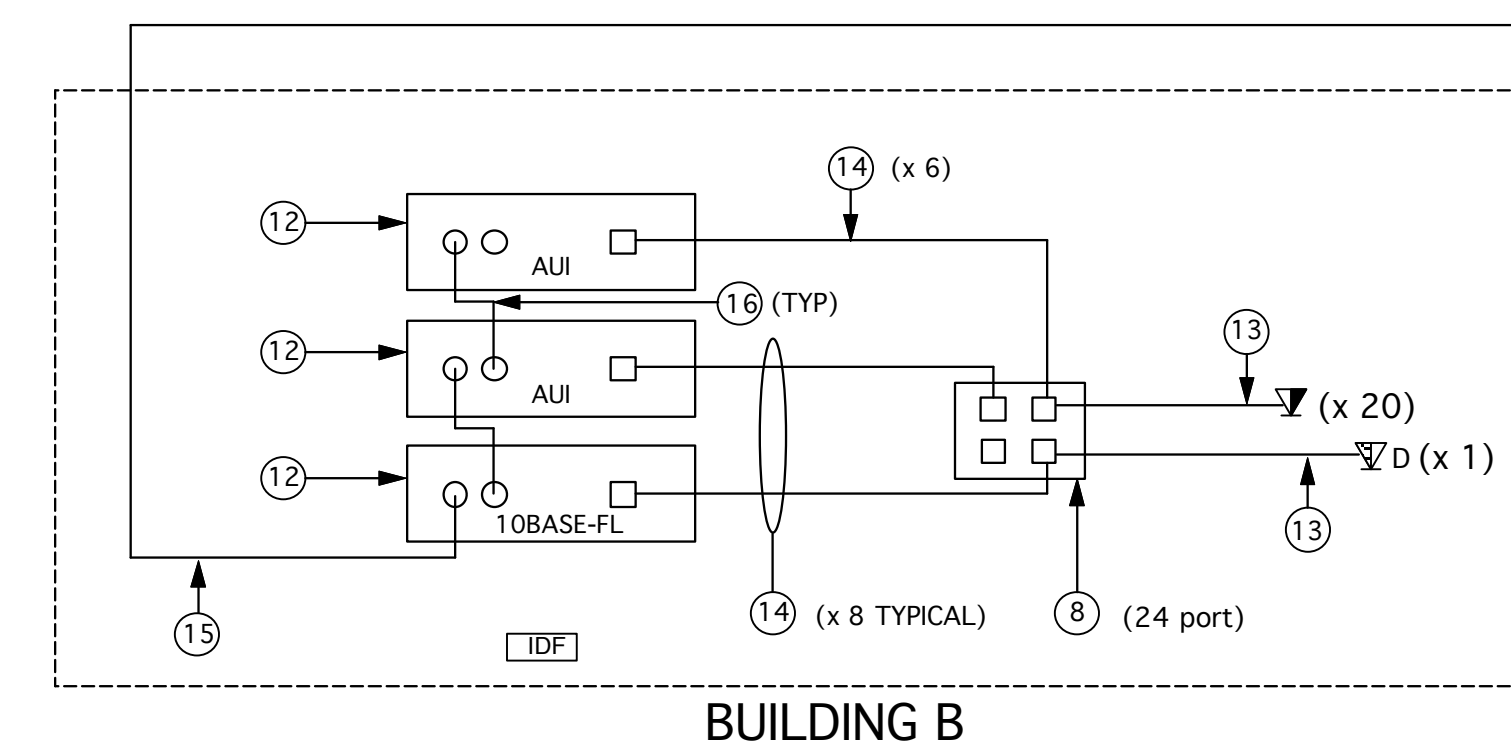 14 (x 6)
12
AUI
16 (TYP)
13
12
AUI
(x 20)
D (x 1)
12
10BASE-FL
13
14 (x 8 TYPICAL)
8 (24 port)
15
IDF
BUILDING B